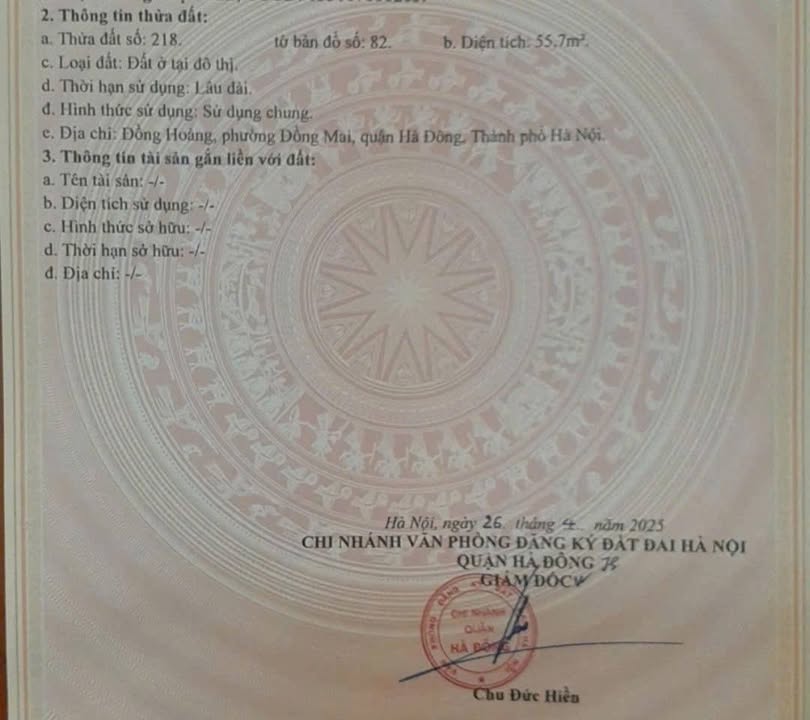 2. Thông tin thửa đất:
a. Thửa đất số: 218. tờ bản đồ số: 82. b. Diện tích: 55.7m².
c. Loại đất: Đất ở tại đô thị.
d. Thời hạn sử dụng: Lâu dài.
đ. Hình thức sử dụng: Sử dụng chung.
e. Địa chỉ: Đồng Hoàng, phường Đồng Mai, quận Hà Đông, Thành phố Hà Nội.
3. Thông tin tài sản gắn liền với đất:
a. Tên tài sản: -/-
b. Diện tích sử dụng: -/-
c. Hình thức sở hữu: -/-
d. Thời hạn sở hữu: -/-
đ. Địa chỉ: -/-
Hà Nội, ngày 26 tháng 4 năm 2025
CHI NHÁNH VĂN PHÒNG ĐĂNG KÝ ĐẤT ĐAI HÀ NỘI
QUẬN HÀ ĐÔNG
GIÁM ĐỐC
CHI NHÁNH
QUẬN
HÀ ĐÔNG
Chu Đức Hiền